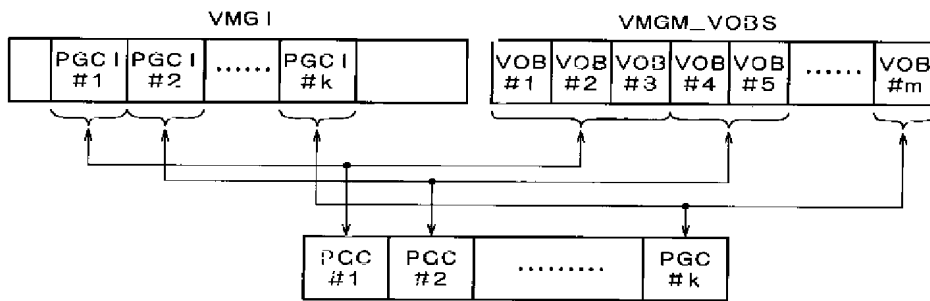 VMGI
VMGM_VOBS
PGCI PGCI ...... PGCI
#1 #2 #k
VOB VOB VOB VOB VOB ...... VOB
#1 #2 #3 #4 #5 #m
PGC PGC ......... PGC
#1 #2 #k